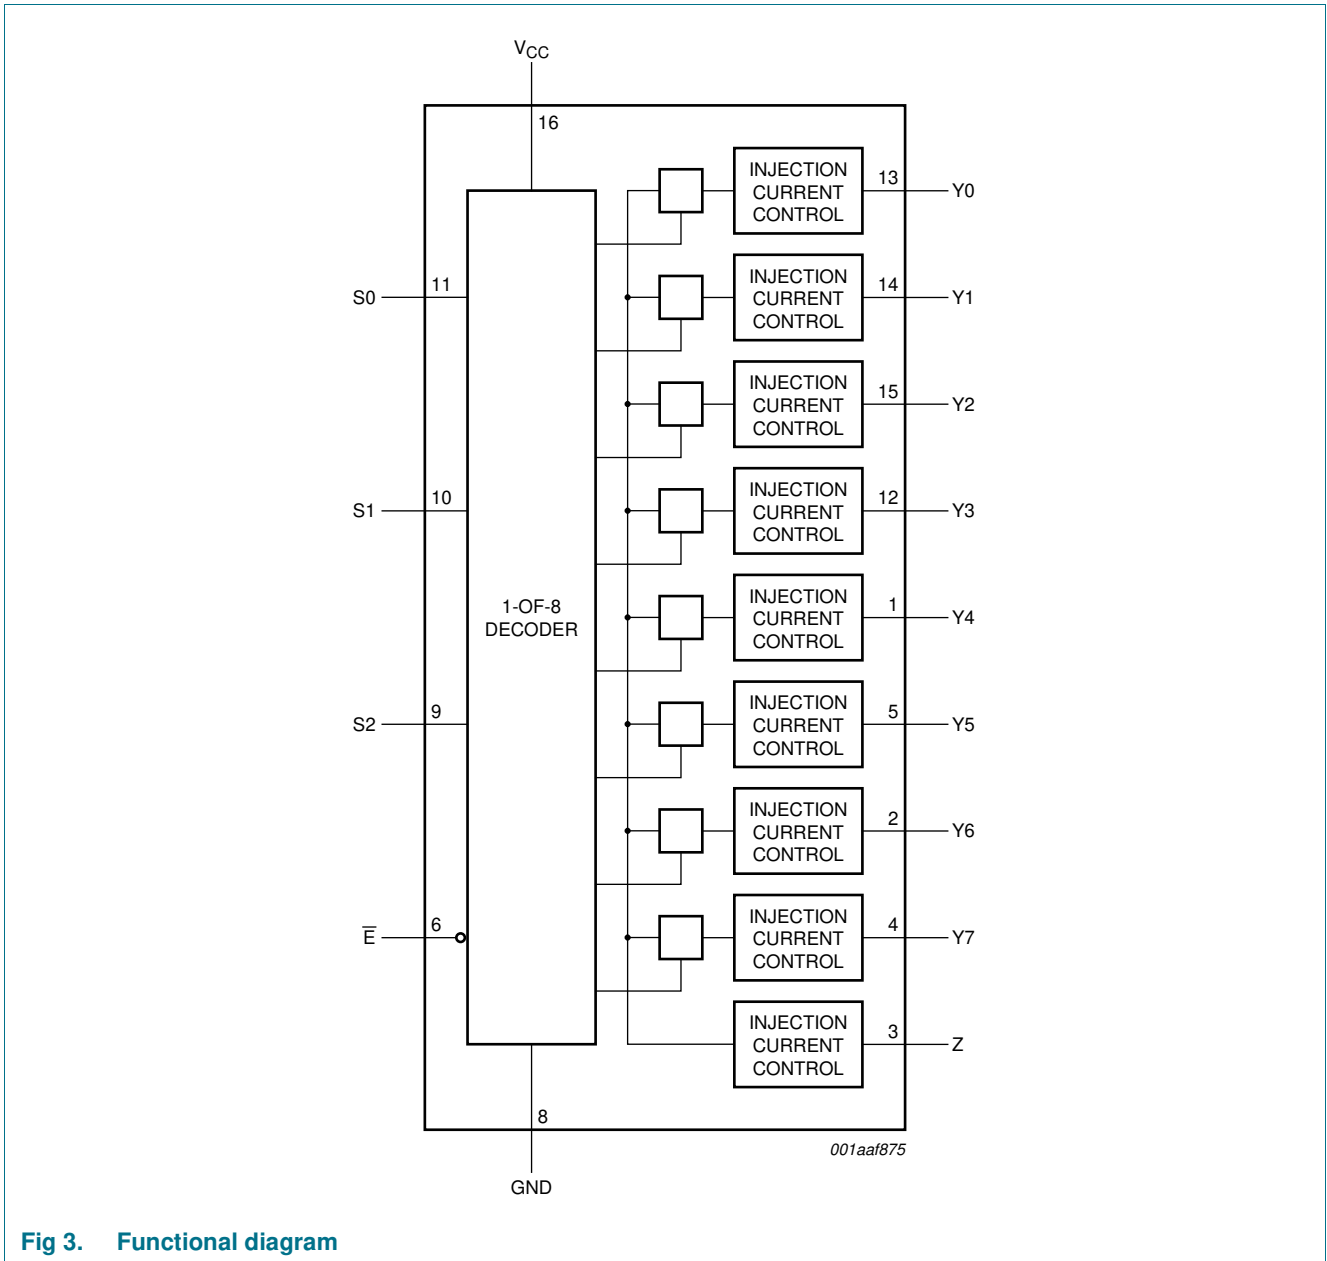 VCC
16
INJECTION
CURRENT
CONTROL
13
Y0
S0
11
INJECTION
CURRENT
CONTROL
14
Y1
INJECTION
CURRENT
CONTROL
15
Y2
S1
10
INJECTION
CURRENT
CONTROL
12
Y3
1-OF-8
DECODER
INJECTION
CURRENT
CONTROL
1
Y4
S2
9
INJECTION
CURRENT
CONTROL
5
Y5
INJECTION
CURRENT
CONTROL
2
Y6
E̅
6
INJECTION
CURRENT
CONTROL
4
Y7
INJECTION
CURRENT
CONTROL
3
Z
8
GND
001aaf875
Fig 3. Functional diagram